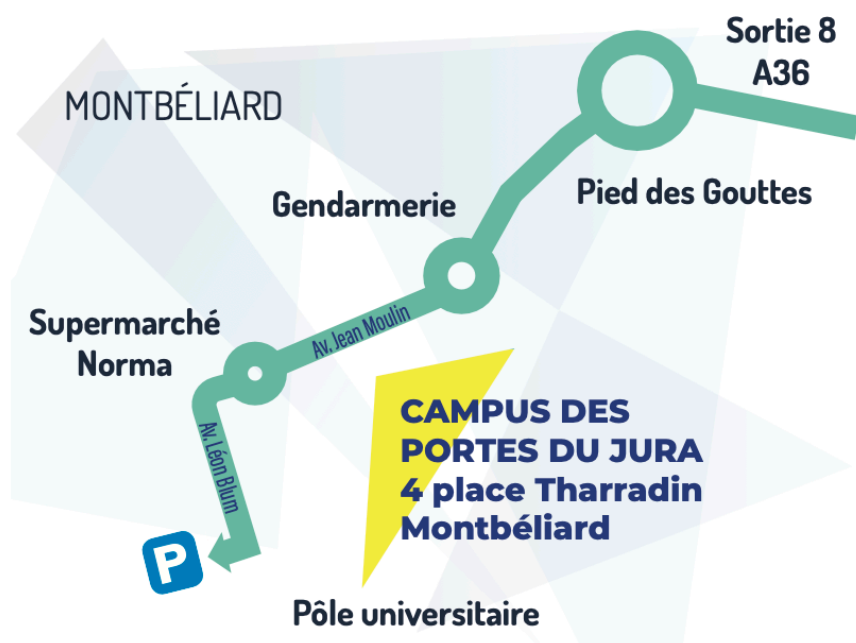 Sortie 8
A36
MONTBÉLIARD
Pied des Gouttes
Gendarmerie
Supermarché
Norma
Av. Jean Moulin
Av. Léon Blum
CAMPUS DES
PORTES DU JURA
4 place Tharradin
Montbéliard
P
Pôle universitaire